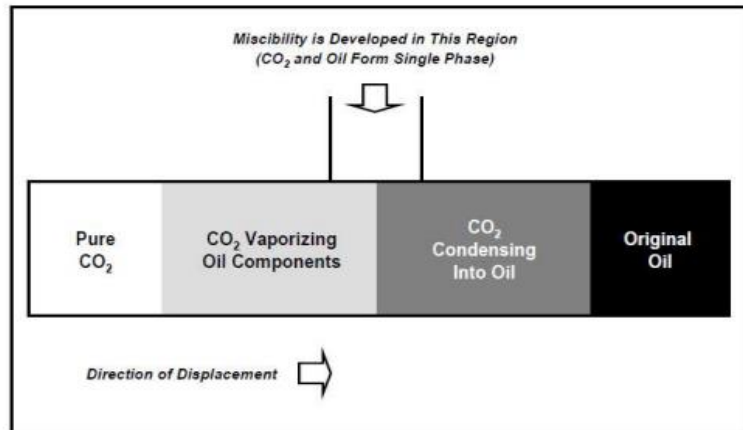 Miscibility is Developed in This Region
(CO₂ and Oil Form Single Phase)
Pure
CO₂
CO₂ Vaporizing
Oil Components
CO₂
Condensing
Into Oil
Original
Oil
Direction of Displacement